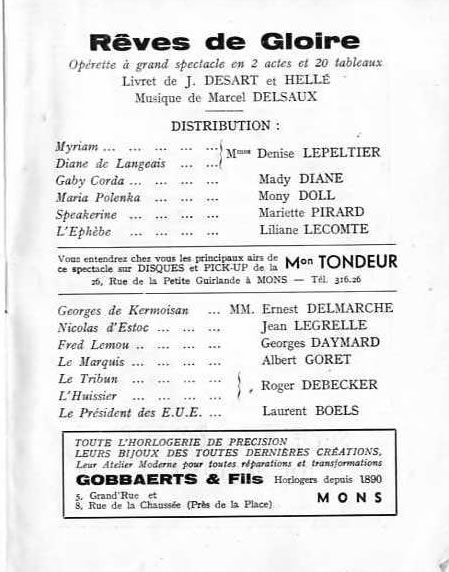 Rêves de Gloire
Opérette à grand spectacle en 2 actes et 20 tableaux
Livret de J. DESART et HELLÉ
Musique de Marcel DELSAUX
DISTRIBUTION :
Myriam ... ... ... ... ...
Diane de Langeais ... ...
} Mmes Denise LEPELTIER
Gaby Corda ... ... ... ... Mady DIANE
Maria Polenka ... ... ... Mony DOLL
Speakerine ... ... ... ... Mariette PIRARD
L'Ephèbe ... ... ... ... Liliane LECOMTE
Vous entendrez chez vous les principaux airs de
ce spectacle sur DISQUES et PICK-UP de la Mon TONDEUR
26, Rue de la Petite Guirlande à MONS — Tél. 316.26
Georges de Kermoisan ... MM. Ernest DELMARCHE
Nicolas d'Estoc ... ... ... Jean LEGRELLE
Fred Lemou .. ... ... ... Georges DAYMARD
Le Marquis ... ... ... ... Albert GORET
Le Tribun ... ... ... ...
L'Huissier ... ... ... ...
} Roger DEBECKER
Le Président des E.U.E. ... Laurent BOELS
TOUTE L'HORLOGERIE DE PRECISION
LEURS BIJOUX DES TOUTES DERNIÈRES CRÉATIONS,
Leur Atelier Moderne pour toutes réparations et transformations
GOBBAERTS & Fils Horlogers depuis 1890
5, Grand'Rue et
8, Rue de la Chaussée (Près de la Place) MONS